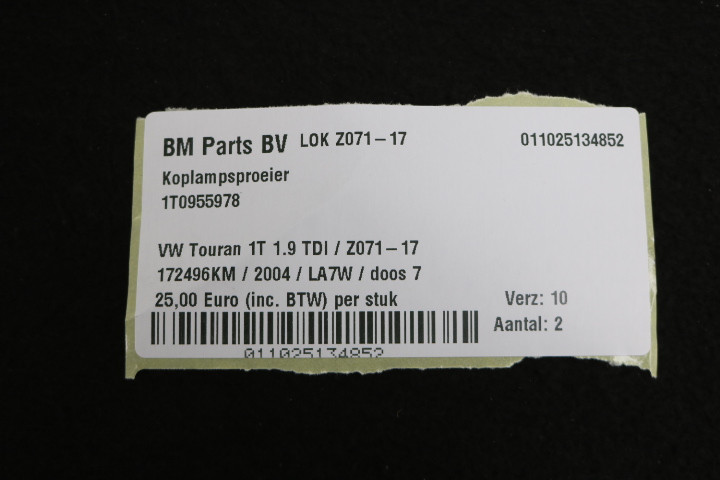 BM Parts BV LOK Z071-17 011025134852
Koplampsproeier
1T0955978
VW Touran 1T 1.9 TDI / Z071-17
172496KM / 2004 / LA7W / doos 7
25,00 Euro (inc. BTW) per stuk Verz: 10
Aantal: 2
011025134852